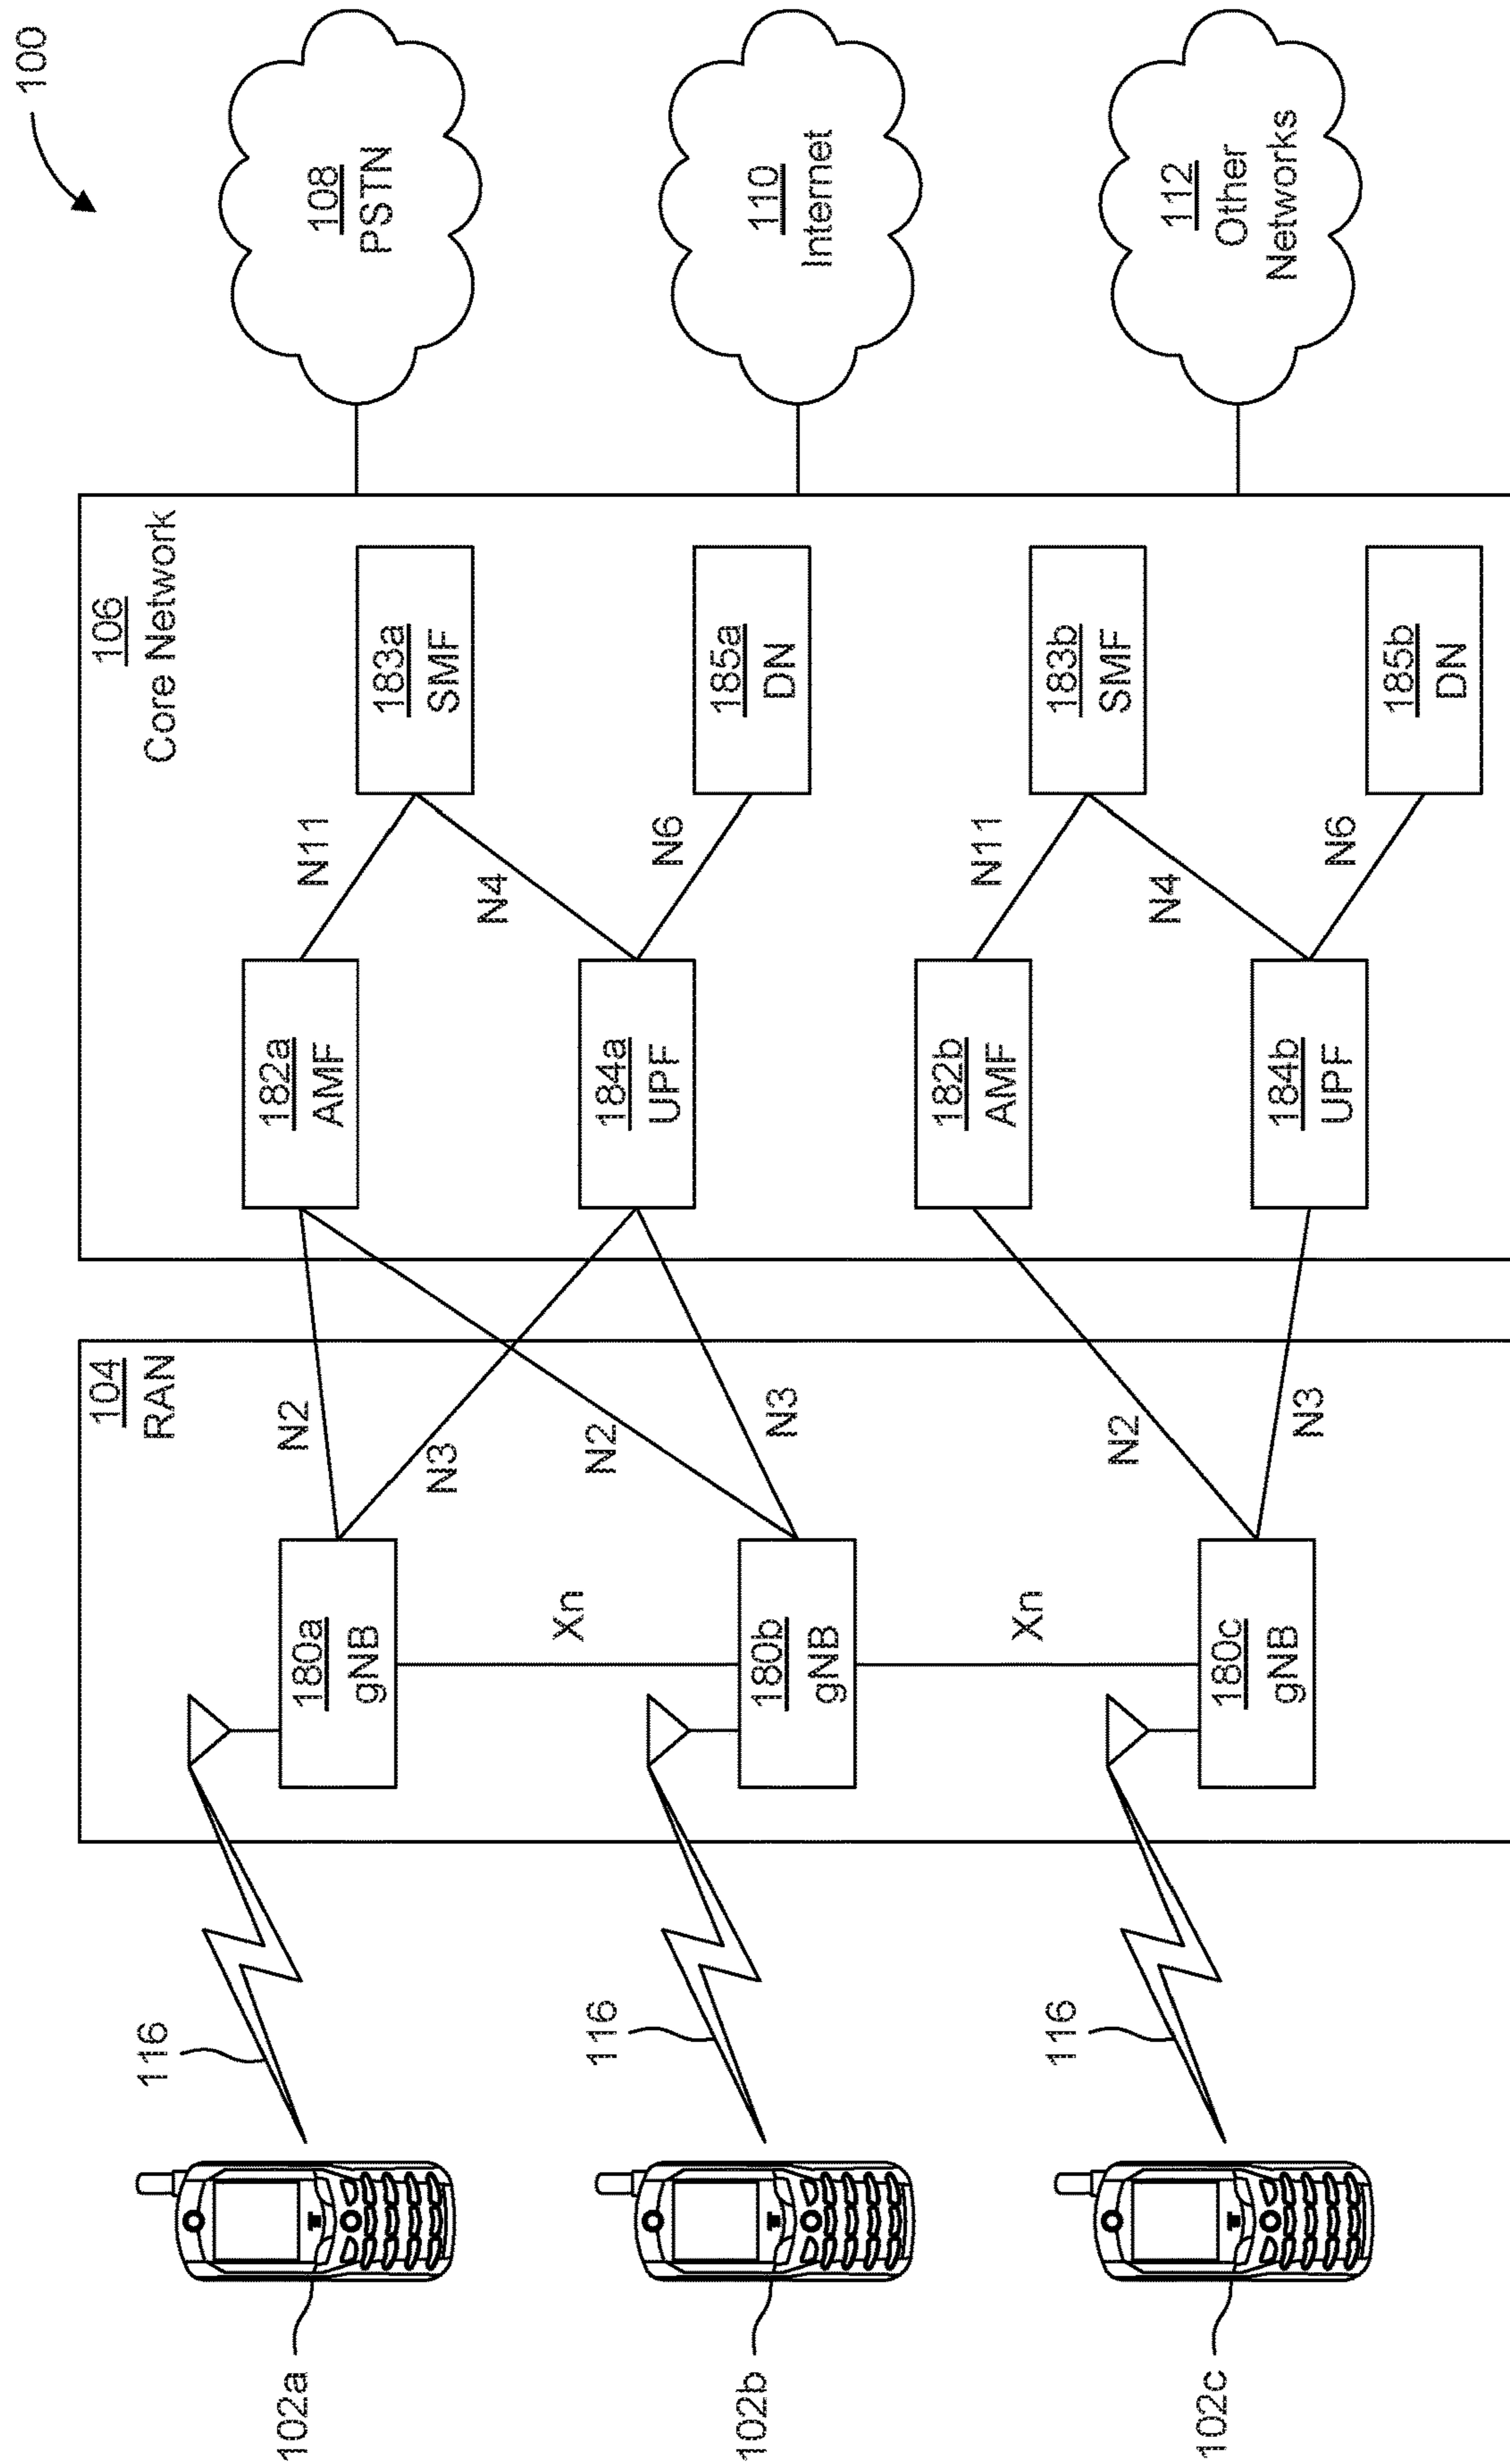 100
102a
116
104
RAN
180a
gNB
N2
N3
106
Core Network
182a
AMF
N11
183a
SMF
108
PSTN
Xn
N2
184a
UPF
N4
N6
185a
DN
102b
116
180b
gNB
N3
110
Internet
Xn
N2
182b
AMF
N11
183b
SMF
102c
116
180c
gNB
N3
184b
UPF
N4
N6
185b
DN
112
Other
Networks